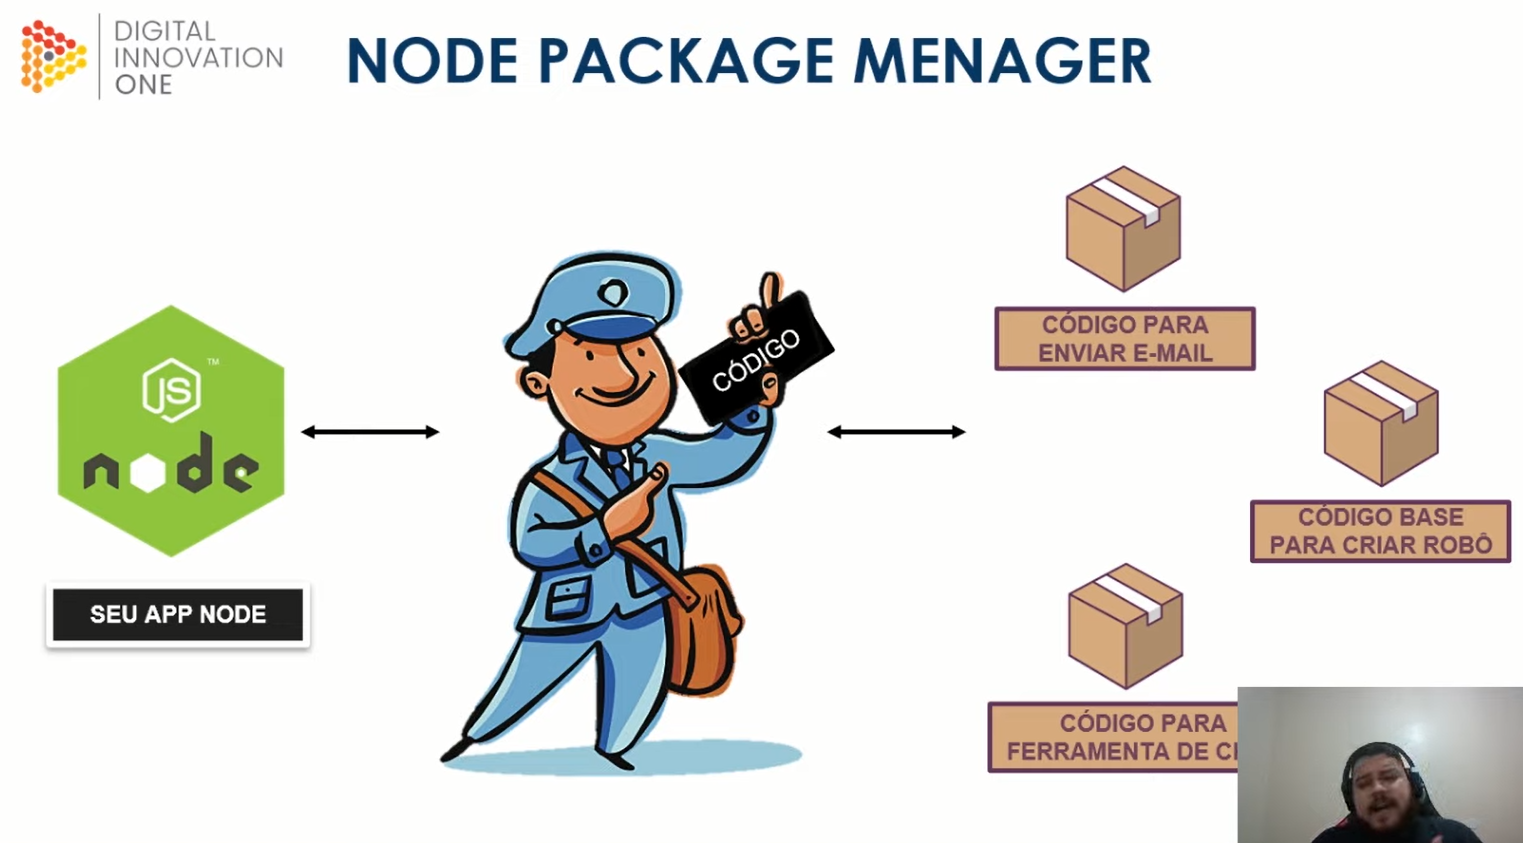 DIGITAL
INNOVATION
ONE
NODE PACKAGE MENAGER
JS
TM
node
SEU APP NODE
CÓDIGO
CÓDIGO PARA
ENVIAR E-MAIL
CÓDIGO BASE
PARA CRIAR ROBÔ
CÓDIGO PARA
FERRAMENTA DE